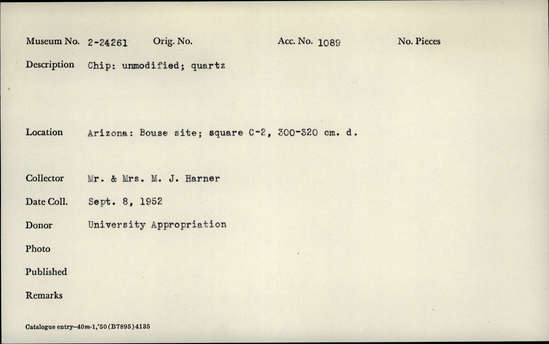 Museum No. 2-24261 Orig. No. Acc. No. 1089 No. Pieces
Description Chip: unmodified; quartz
Location Arizona: Bouse site; square C-2, 300-320 cm. d.
Collector Mr. & Mrs. M. J. Harner
Date Coll. Sept. 8, 1952
Donor University Appropriation
Photo
Published
Remarks
Catalogue entry—40m-1,'50(B7895)4135